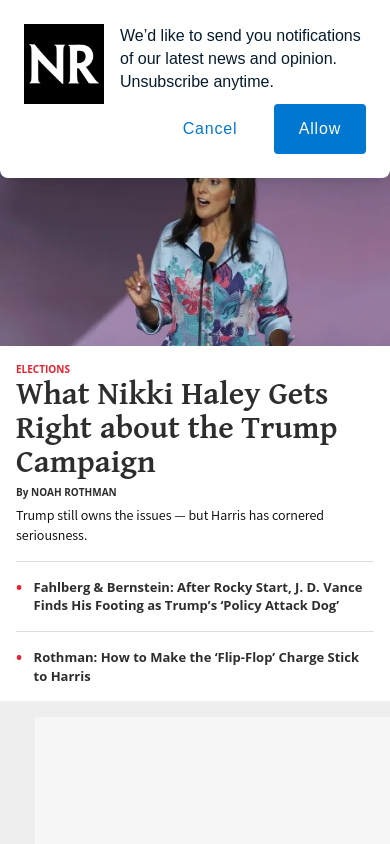 NR
We'd like to send you notifications
of our latest news and opinion.
Unsubscribe anytime.
Cancel
Allow
ELECTIONS
What Nikki Haley Gets
Right about the Trump
Campaign
By NOAH ROTHMAN
Trump still owns the issues — but Harris has cornered
seriousness.
• Fahlberg & Bernstein: After Rocky Start, J. D. Vance
Finds His Footing as Trump’s ‘Policy Attack Dog’
• Rothman: How to Make the ‘Flip-Flop’ Charge Stick
to Harris